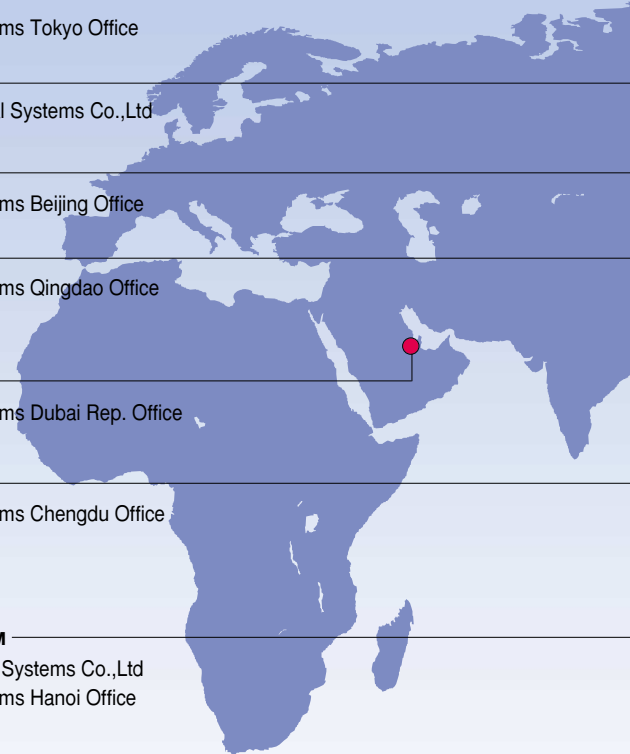 ms Tokyo Office
l Systems Co.,Ltd
ms Beijing Office
ms Qingdao Office
ms Dubai Rep. Office
ms Chengdu Office
M
Systems Co.,Ltd
ms Hanoi Office